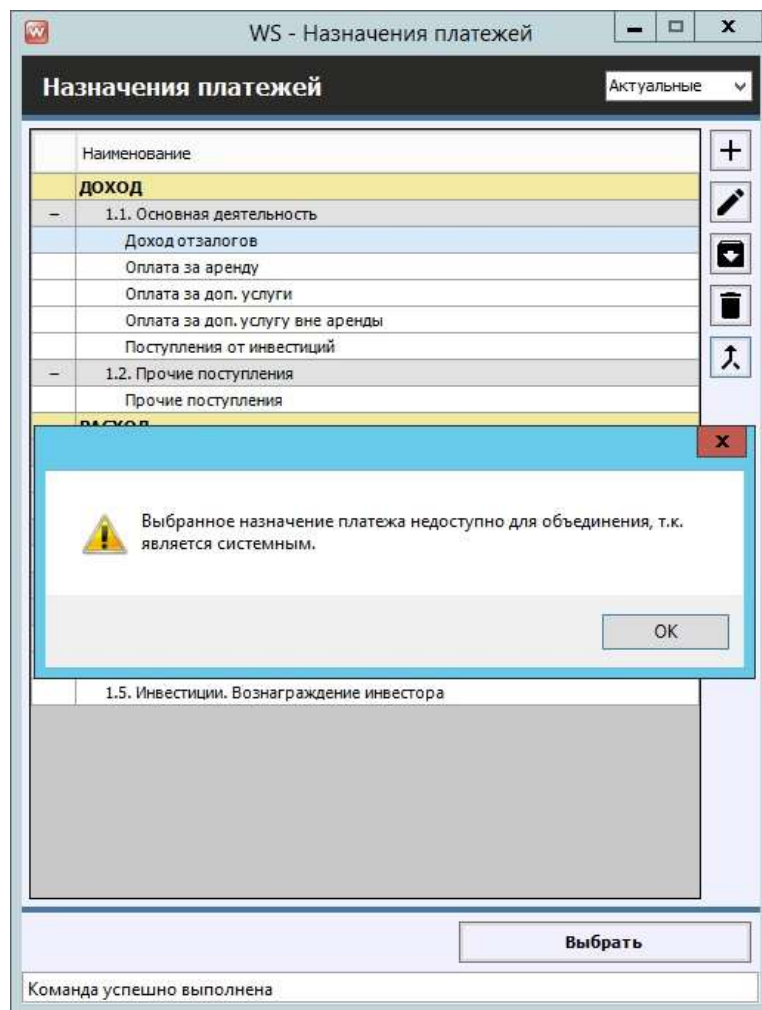 WS - Назначения платежей
Назначения платежей
Актуальные
Наименование
ДОХОД
1.1. Основная деятельность
Доход отзалогов
Оплата за аренду
Оплата за доп. услуги
Оплата за доп. услугу вне аренды
Поступления от инвестиций
1.2. Прочие поступления
Прочие поступления
РАСХОД
Выбранное назначение платежа недоступно для объединения, т.к.
является системным.
OK
1.5. Инвестиции. Вознаграждение инвестора
Выбрать
Команда успешно выполнена